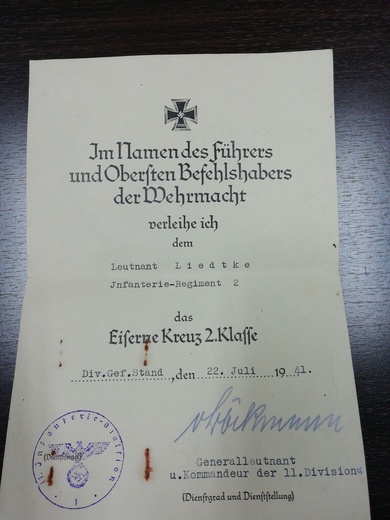 Im Namen des Führers
und Obersten Befehlshabers
der Wehrmacht
verleihe ich
dem
Leutnant Liedtke
Jnfanterie-Regiment 2
das
Eiserne Kreuz 2.Klasse
Div.Gef.Stand, den 22. Juli 1941.
(Dienstsiegel)
Generalleutnant
u.Kommandeur der 11.Division
(Dienstgrad und Dienststellung)